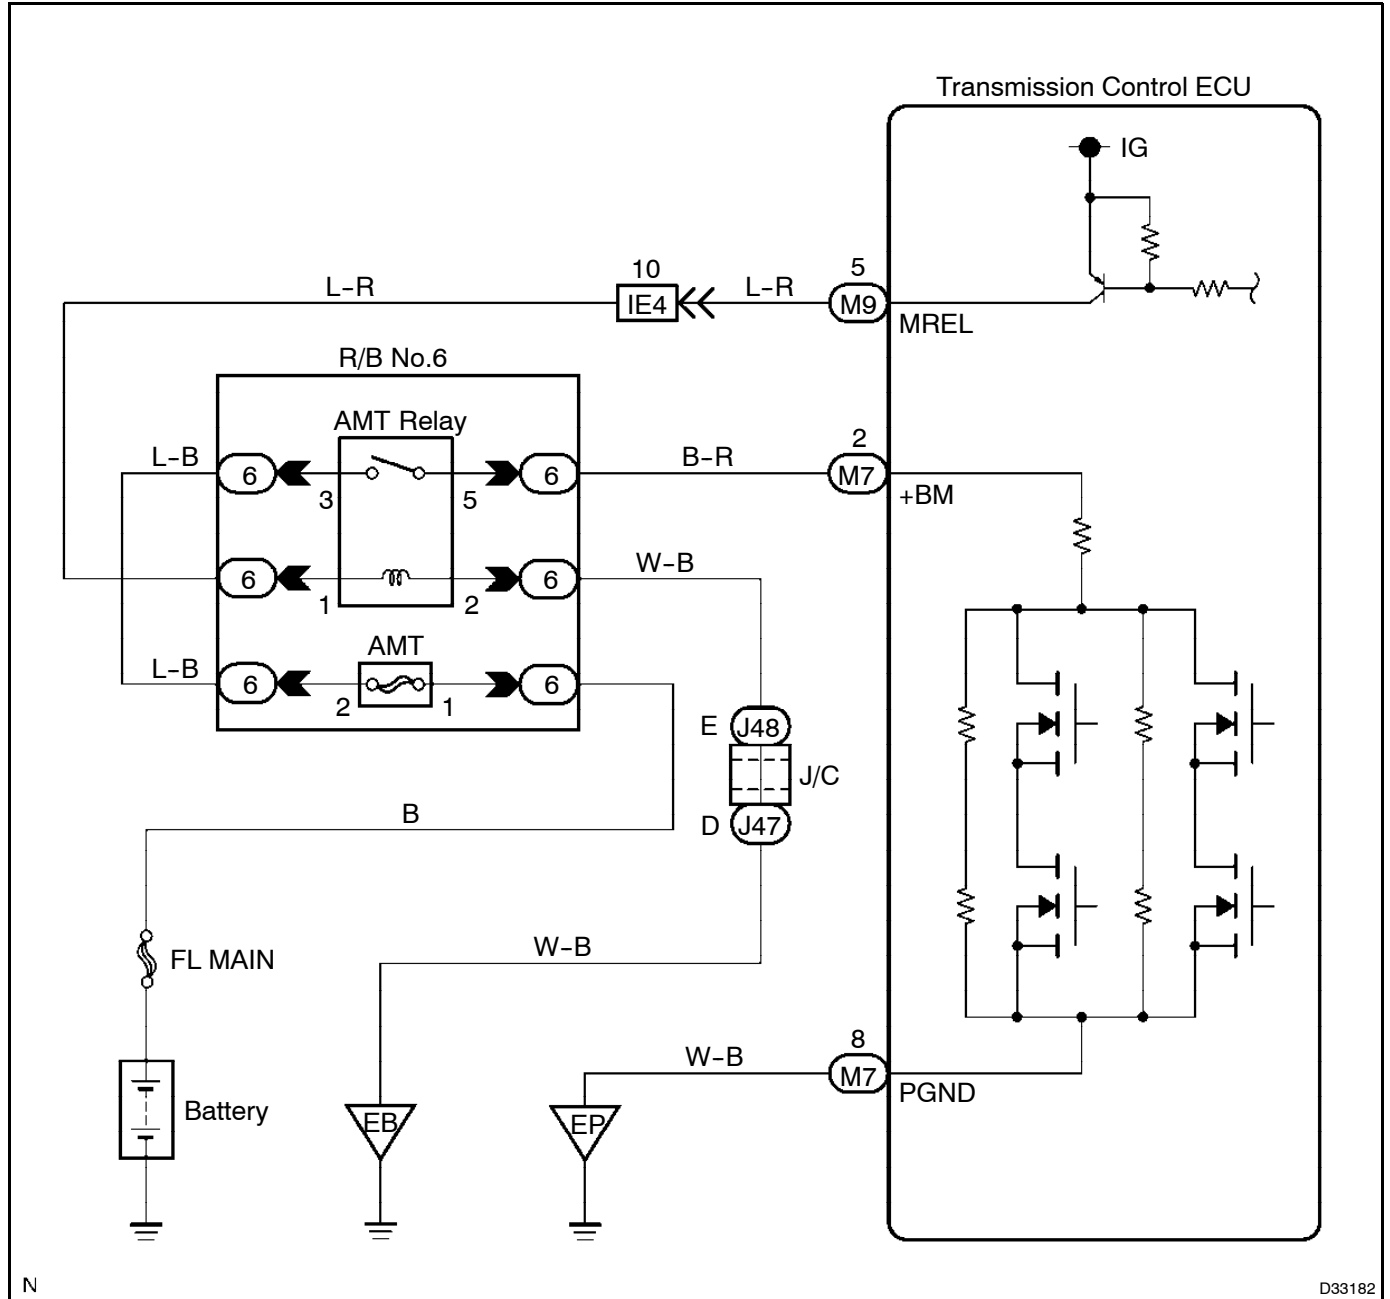 Transmission Control ECU
IG
10
5
L-R
IE4
L-R
M9
MREL
R/B No.6
AMT Relay
2
L-B
6
3
5
6
B-R
M7
+BM
W-B
6
1
2
6
AMT
L-B
6
2
1
6
E
J48
J/C
B
D
J47
W-B
FL MAIN
8
W-B
M7
PGND
Battery
EB
EP
N
D33182